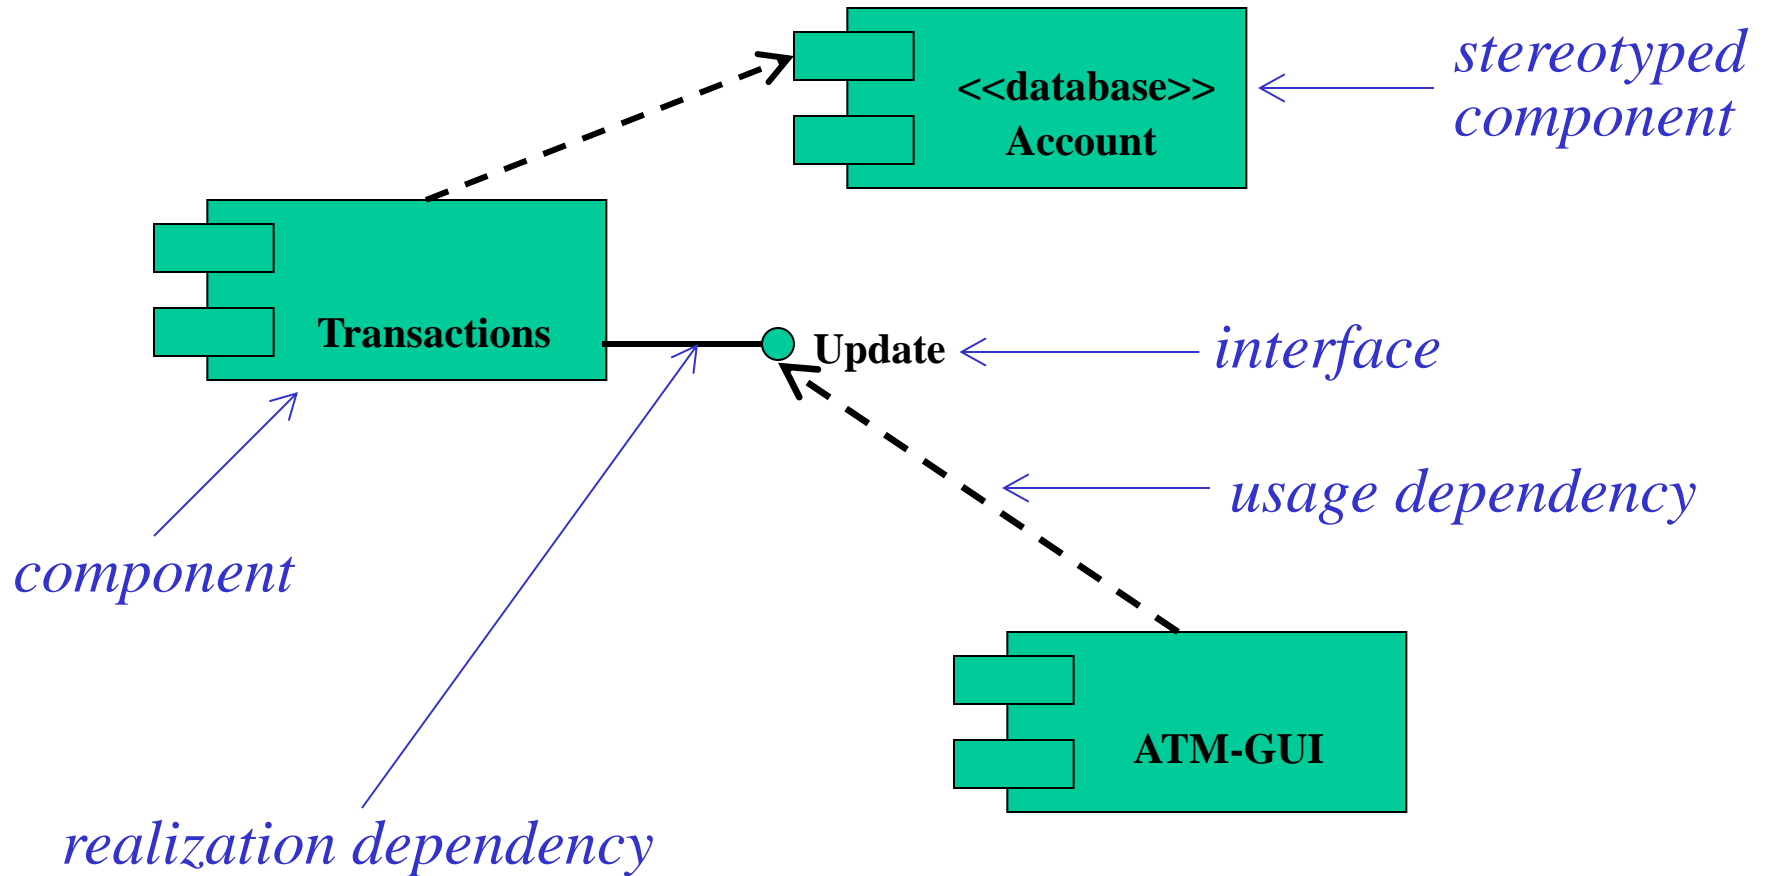 stereotyped
component
<<database>>
Account
Transactions
Update
interface
usage dependency
component
ATM-GUI
realization dependency